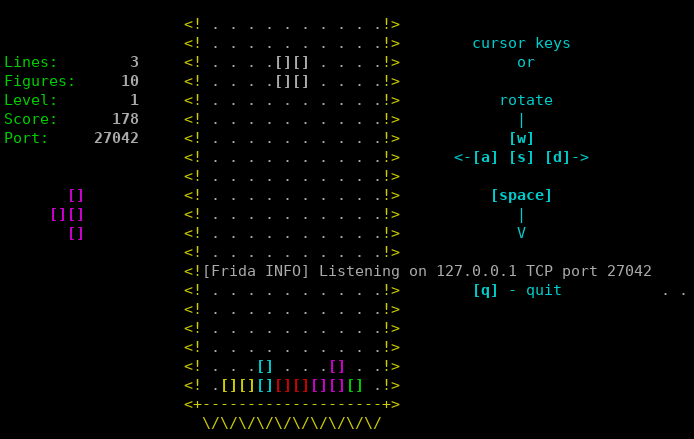 <! . . . . . . . . . .!>
<! . . . . . . . . . .!> cursor keys
Lines: 3 <! . . . .[][] . . . .!> or
Figures: 10 <! . . . .[][] . . . .!>
Level: 1 <! . . . . . . . . . .!> rotate
Score: 178 <! . . . . . . . . . .!> |
Port: 27042 <! . . . . . . . . . .!> [w]
<! . . . . . . . . . .!> <-[a] [s] [d]->
<! . . . . . . . . . .!>
[] <! . . . . . . . . . .!> [space]
[][] <! . . . . . . . . . .!> |
[] <! . . . . . . . . . .!> V
<! . . . . . . . . . .!>
<![Frida INFO] Listening on 127.0.0.1 TCP port 27042
<! . . . . . . . . . .!> [q] - quit . .
<! . . . . . . . . . .!>
<! . . . . . . . . . .!>
<! . . . . . . . . . .!>
<! . . .[] . . .[] . .!>
<! .[][][][][][][][] .!>
<+--------------------+>
\/\/\/\/\/\/\/\/\/\/